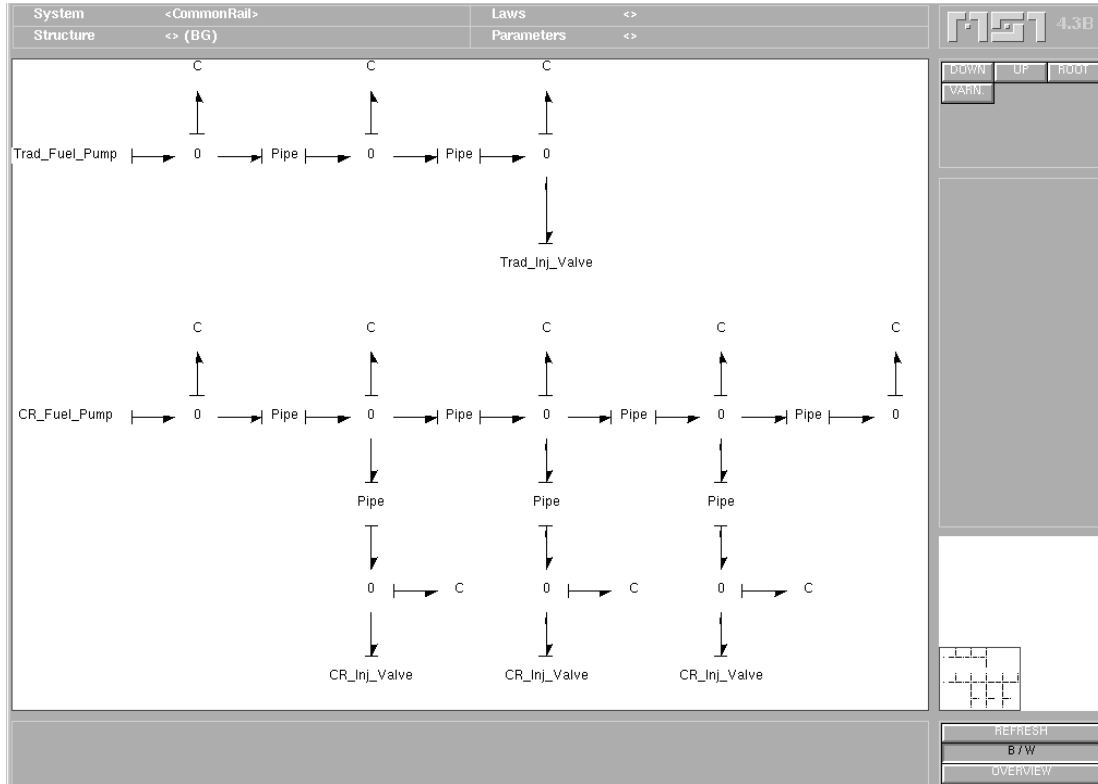 System <CommonRail> Laws <>
Structure <> (BG) Parameters <>
MS1 4.3B
DOWN UP ROOT
VARN.
C C C
Trad_Fuel_Pump 0 Pipe 0 Pipe 0
Trad_Inj_Valve
C C C C C
CR_Fuel_Pump 0 Pipe 0 Pipe 0 Pipe 0 Pipe 0
Pipe Pipe Pipe
0 C 0 C 0 C
CR_Inj_Valve CR_Inj_Valve CR_Inj_Valve
REFRESH
B / W
OVERVIEW